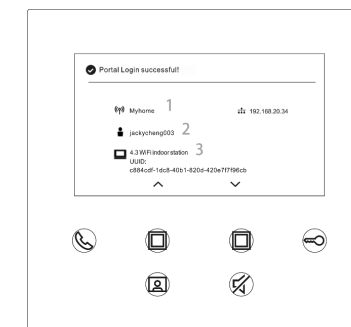 Portal Login successful!
Myhome 1 192.168.20.34
jackycheng003 2
4.3 WiFi indoor station 3
UUID:
c884cdf-1dc8-40b1-820d-420e7f7f96cb